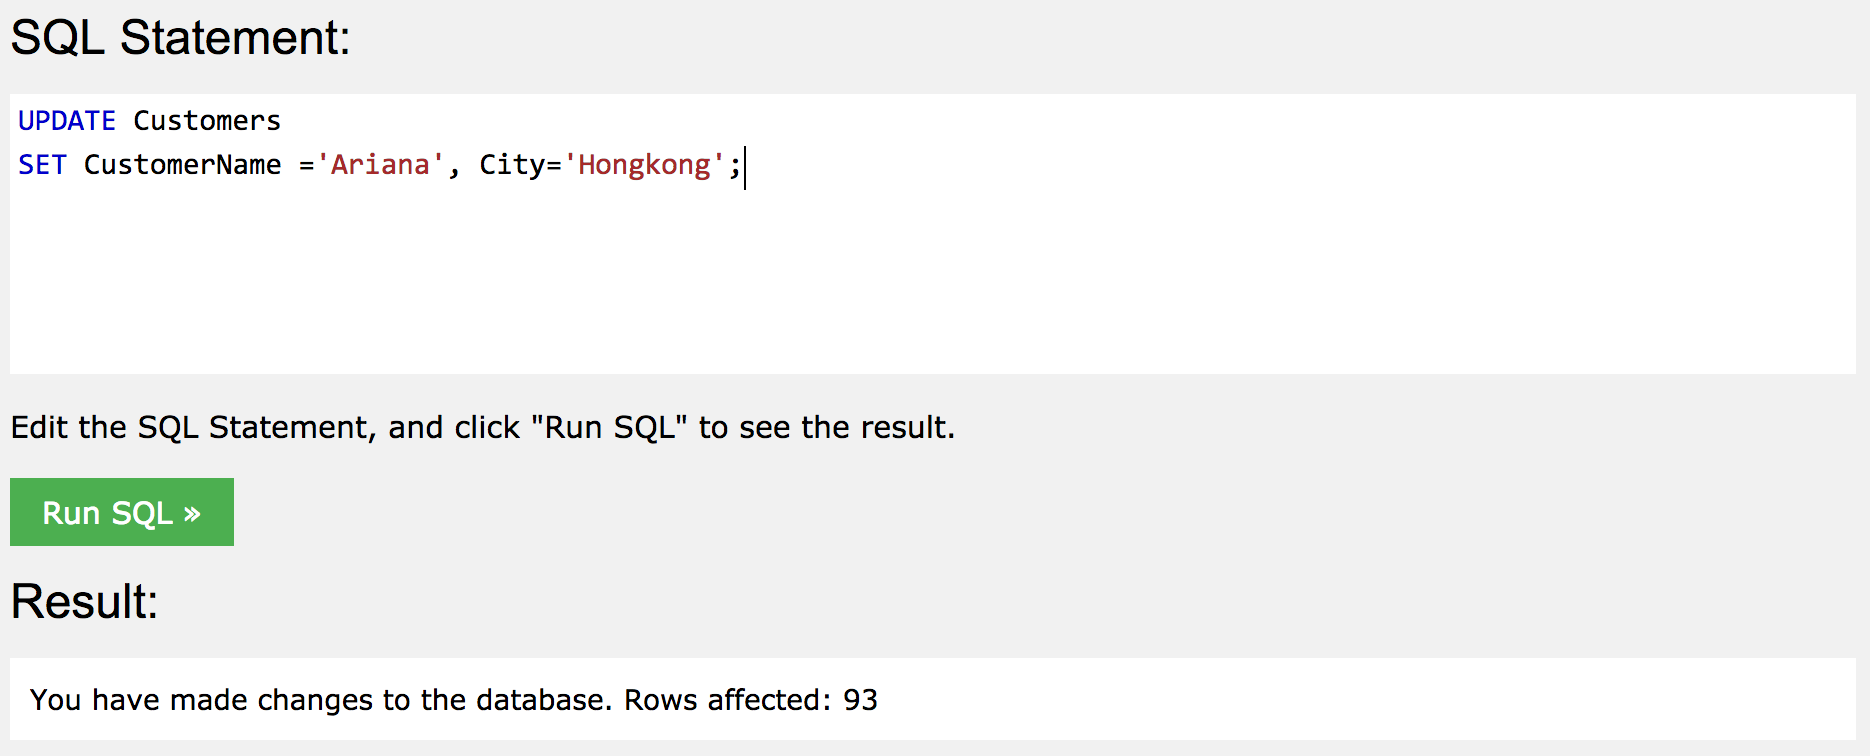 SQL Statement:
UPDATE Customers
SET CustomerName ='Ariana', City='Hongkong';
Edit the SQL Statement, and click "Run SQL" to see the result.
Run SQL »
Result:
You have made changes to the database. Rows affected: 93